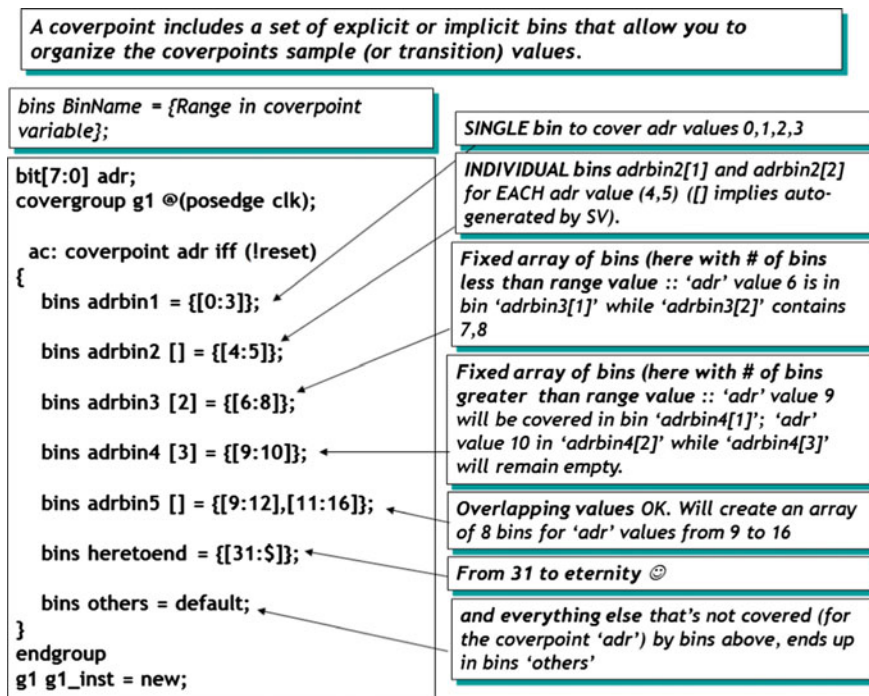 A coverpoint includes a set of explicit or implicit bins that allow you to
organize the coverpoints sample (or transition) values.
bins BinName = {Range in coverpoint
variable};
bit[7:0] adr;
covergroup g1 @(posedge clk);
ac: coverpoint adr iff (!reset)
{
bins adrbin1 = {[0:3]};
bins adrbin2 [] = {[4:5]};
bins adrbin3 [2] = {[6:8]};
bins adrbin4 [3] = {[9:10]};
bins adrbin5 [] = {[9:12],[11:16]};
bins heretoend = {[31:$]};
bins others = default;
}
endgroup
g1 g1_inst = new;
SINGLE bin to cover adr values 0,1,2,3
INDIVIDUAL bins adrbin2[1] and adrbin2[2]
for EACH adr value (4,5) ([] implies auto-
generated by SV).
Fixed array of bins (here with # of bins
less than range value :: ‘adr’ value 6 is in
bin ‘adrbin3[1]’ while ‘adrbin3[2]’ contains
7,8
Fixed array of bins (here with # of bins
greater than range value :: ‘adr’ value 9
will be covered in bin ‘adrbin4[1]’; ‘adr’
value 10 in ‘adrbin4[2]’ while ‘adrbin4[3]’
will remain empty.
Overlapping values OK. Will create an array
of 8 bins for ‘adr’ values from 9 to 16
From 31 to eternity ☺
and everything else that’s not covered (for
the coverpoint ‘adr’) by bins above, ends up
in bins ‘others’